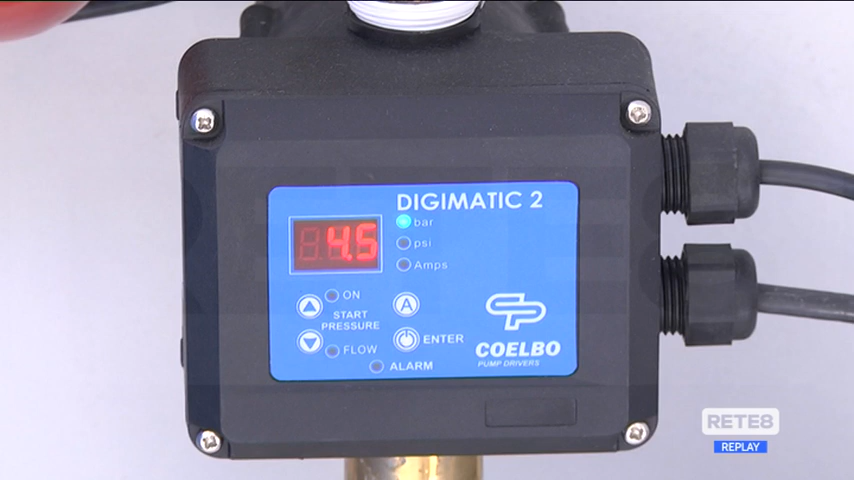 DIGIMATIC 2
4.5
bar
psi
Amps
ON
START
PRESSURE
FLOW
A
ENTER
ALARM
COELBO
PUMP DRIVERS
RETE8
REPLAY